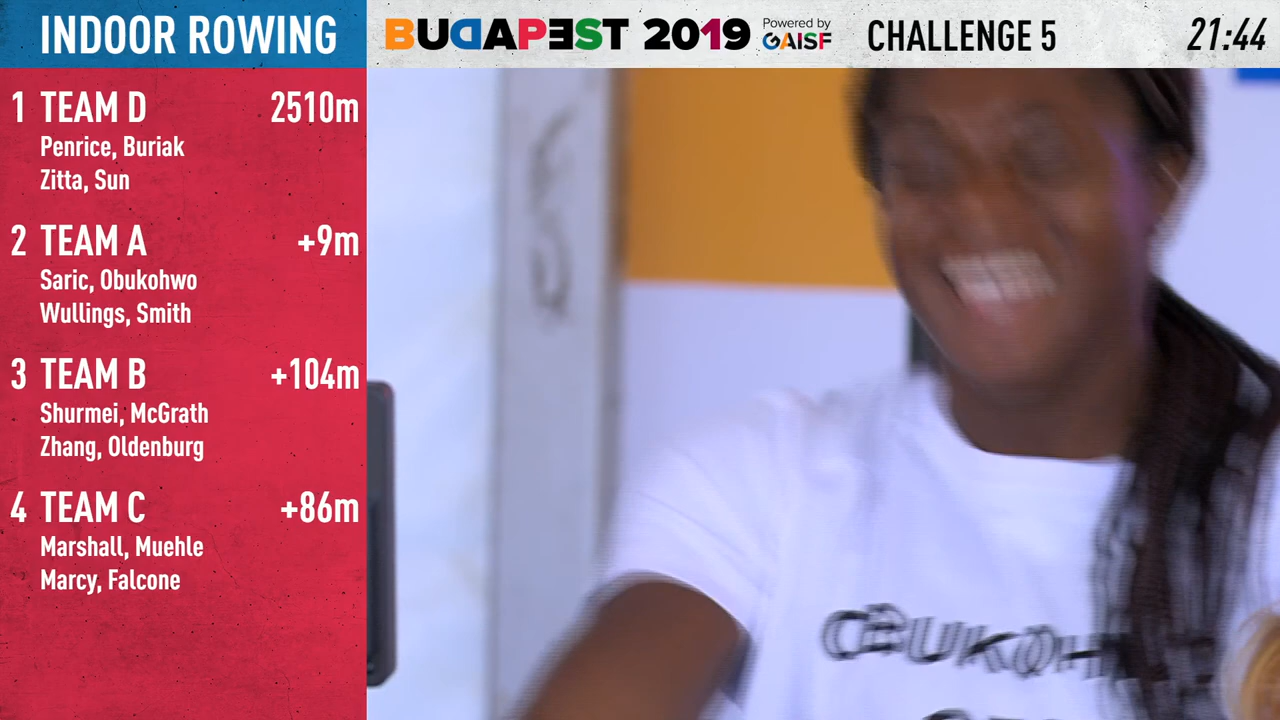 INDOOR ROWING
BUDAPEST 2019
Powered by
GAISF
CHALLENGE 5
21:44
1 TEAM D 2510m
Penrice, Buriak
Zitta, Sun
2 TEAM A +9m
Saric, Obukohwo
Wullings, Smith
3 TEAM B +104m
Shurmei, McGrath
Zhang, Oldenburg
4 TEAM C +86m
Marshall, Muehle
Marcy, Falcone